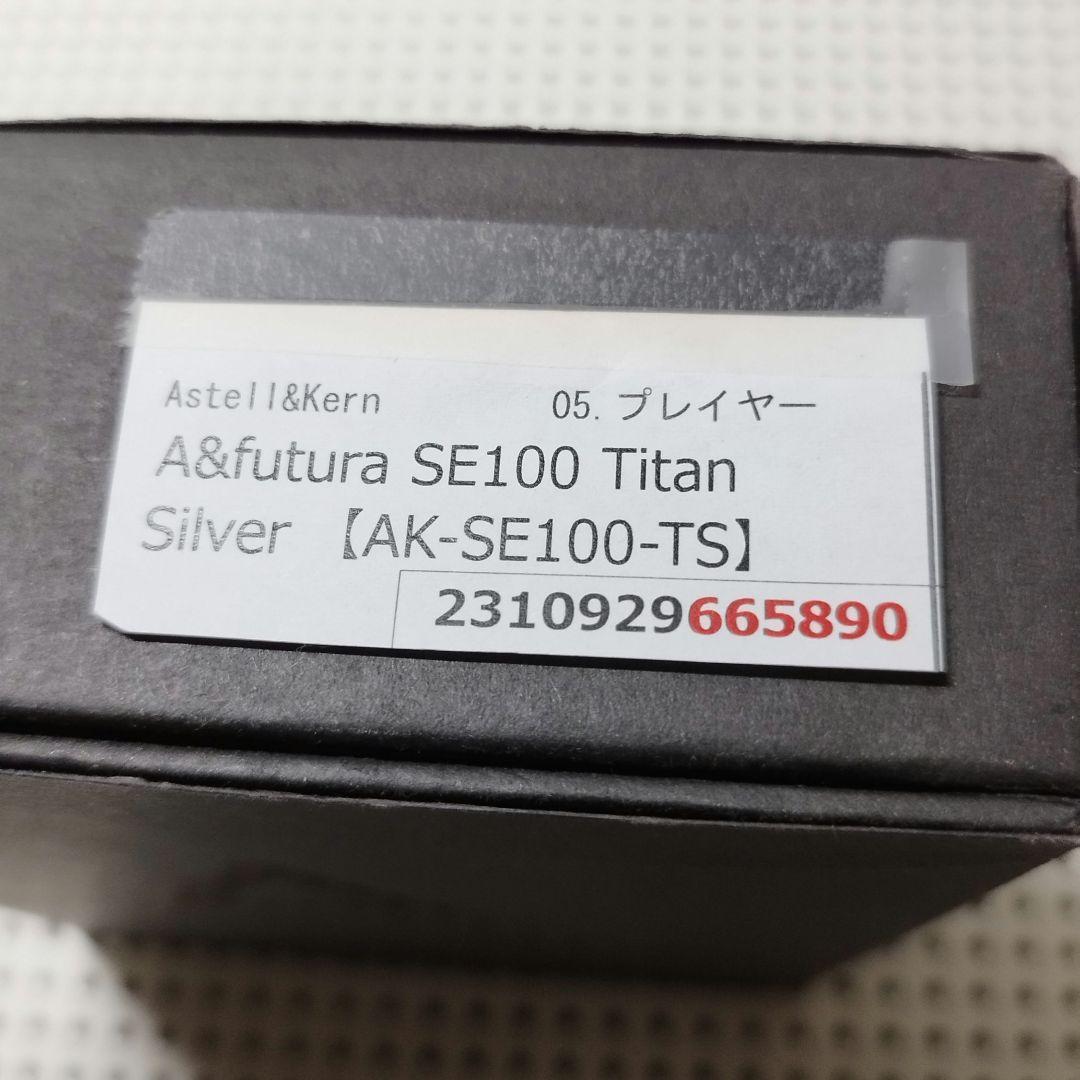 Astell&Kern 05.プレイヤー
A&futura SE100 Titan
Silver 【AK-SE100-TS】
2310929665890